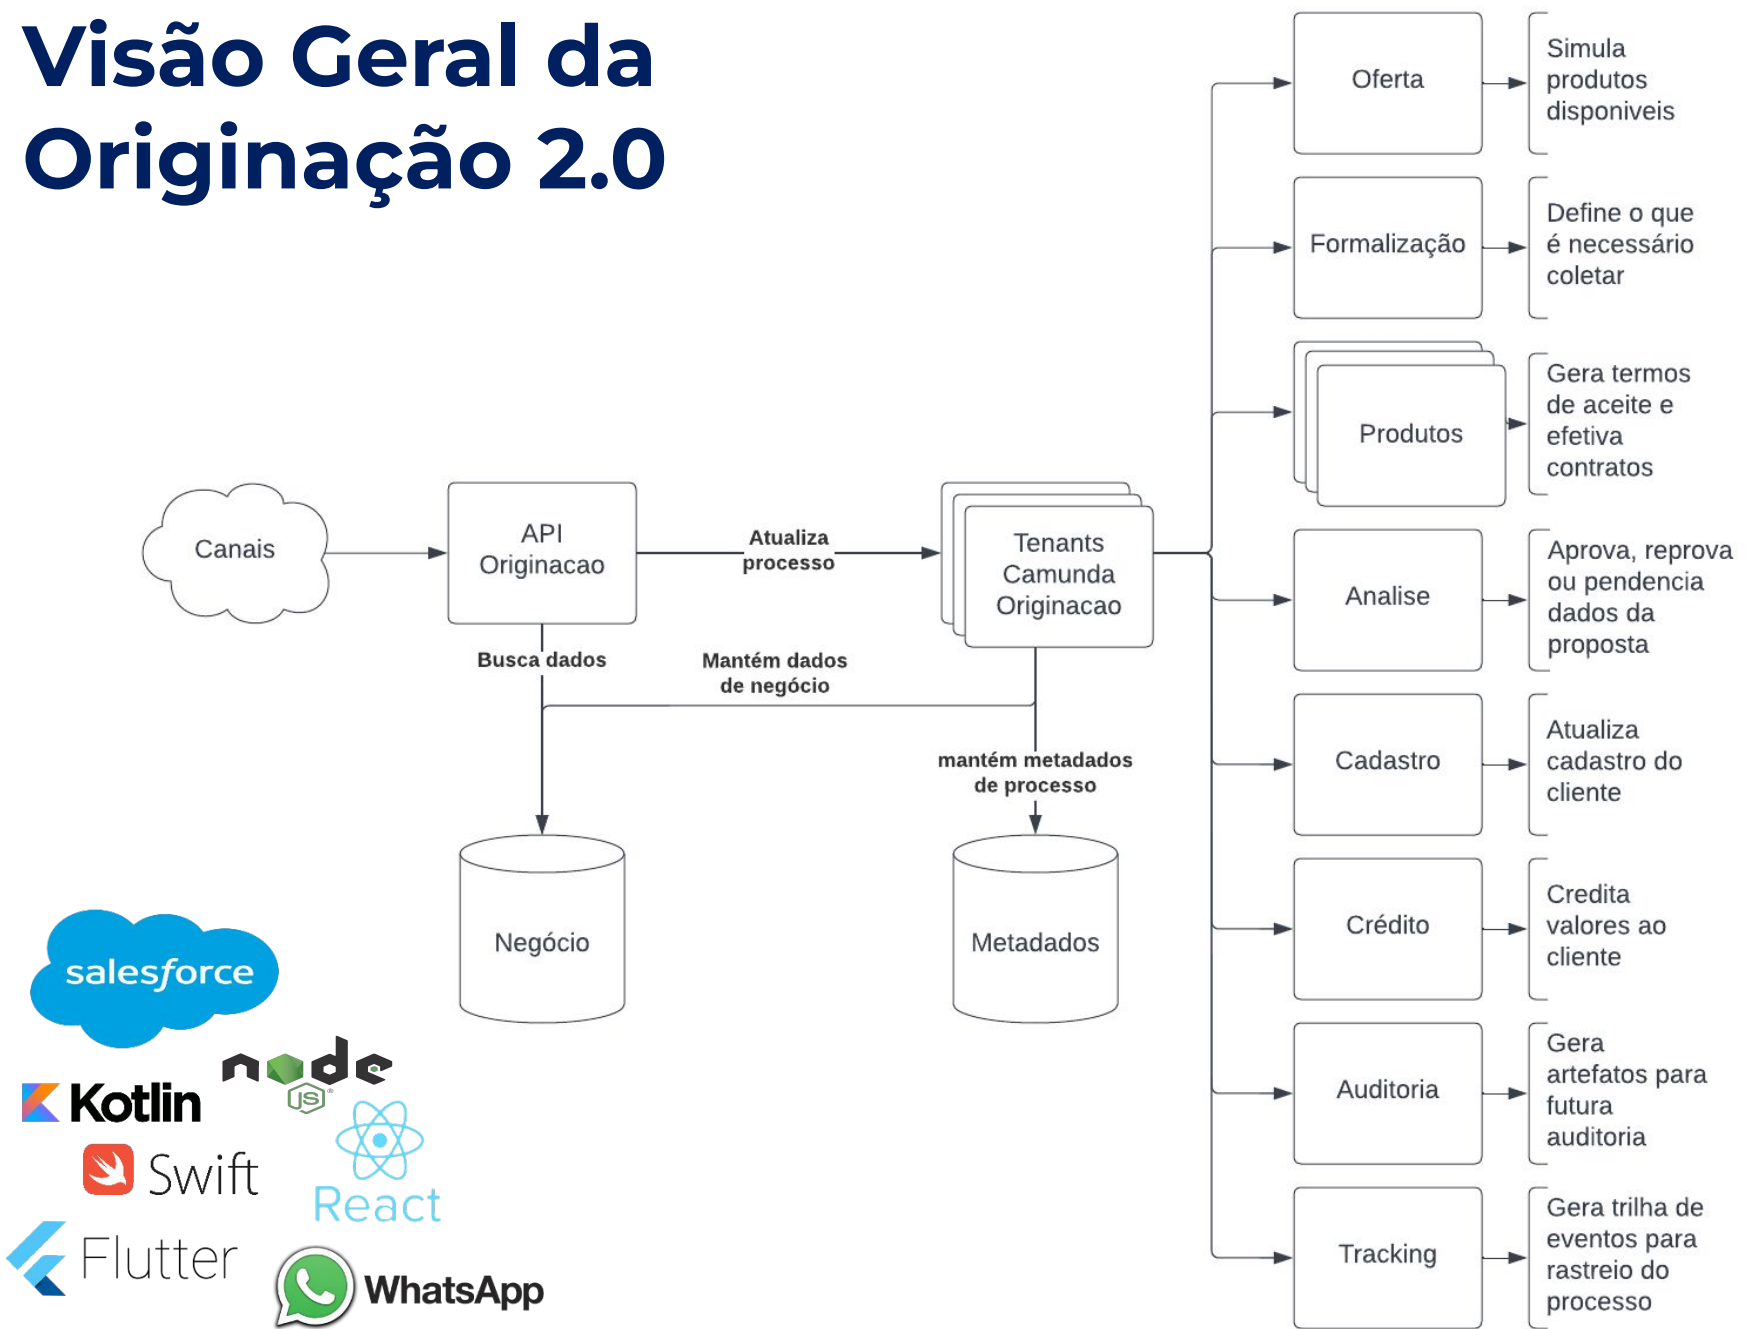 Visão Geral da
Originação 2.0
Canais
API
Originacao
Atualiza
processo
Tenants
Camunda
Originacao
Busca dados
Mantém dados
de negócio
mantém metadados
de processo
Negócio
Metadados
Oferta
Simula
produtos
disponiveis
Formalização
Define o que
é necessário
coletar
Produtos
Gera termos
de aceite e
efetiva
contratos
Analise
Aprova, reprova
ou pendencia
dados da
proposta
Cadastro
Atualiza
cadastro do
cliente
Crédito
Credita
valores ao
cliente
Auditoria
Gera
artefatos para
futura
auditoria
Tracking
Gera trilha de
eventos para
rastreio do
processo
salesforce
node
JS
Kotlin
Swift
React
Flutter
WhatsApp